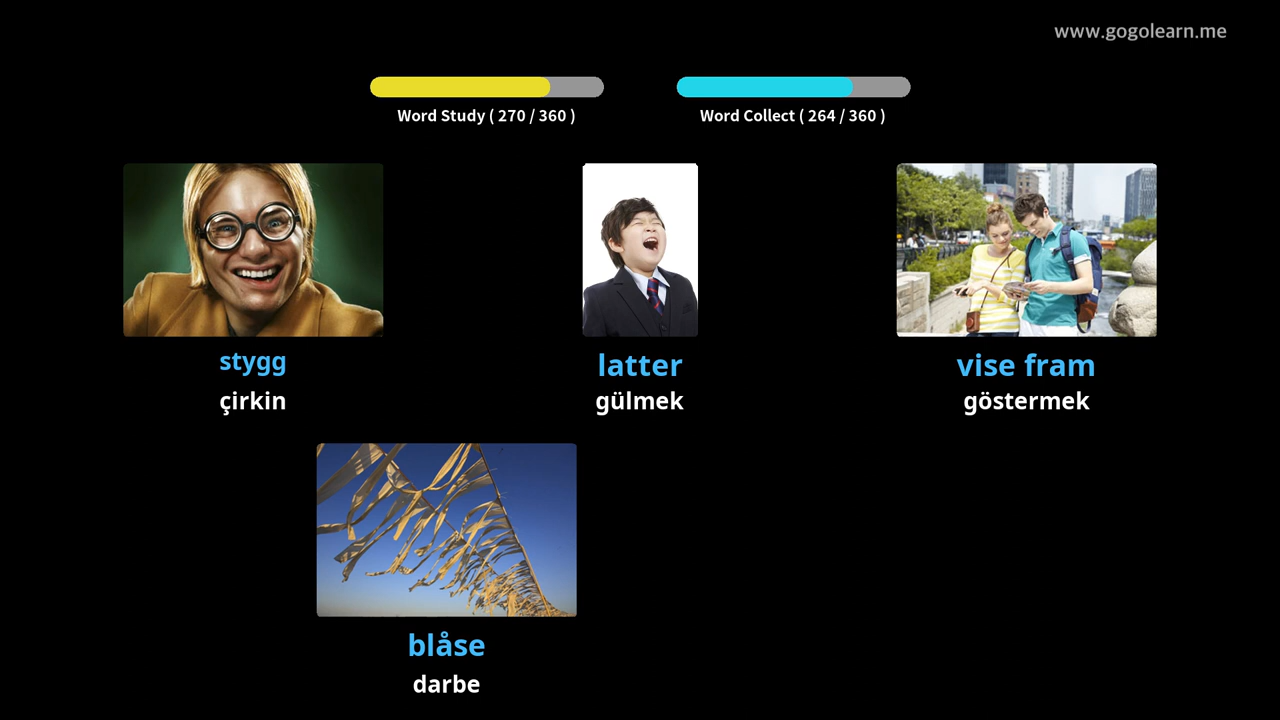 www.gogolearn.me
Word Study ( 270 / 360 )
Word Collect ( 264 / 360 )
stygg
çirkin
latter
gülmek
vise fram
göstermek
blåse
darbe